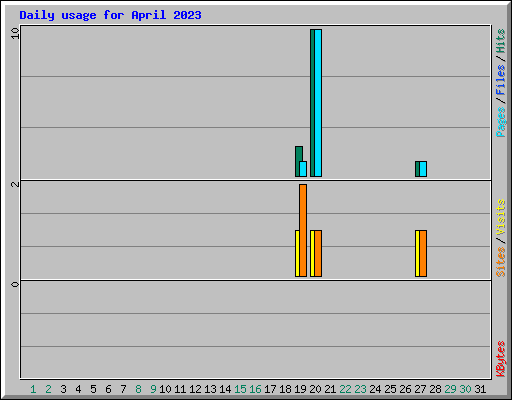 Daily usage for April 2023
10
2
0
Pages / Files / Hits
Sites / Visits
KBytes
1 2 3 4 5 6 7 8 9 10 11 12 13 14 15 16 17 18 19 20 21 22 23 24 25 26 27 28 29 30 31